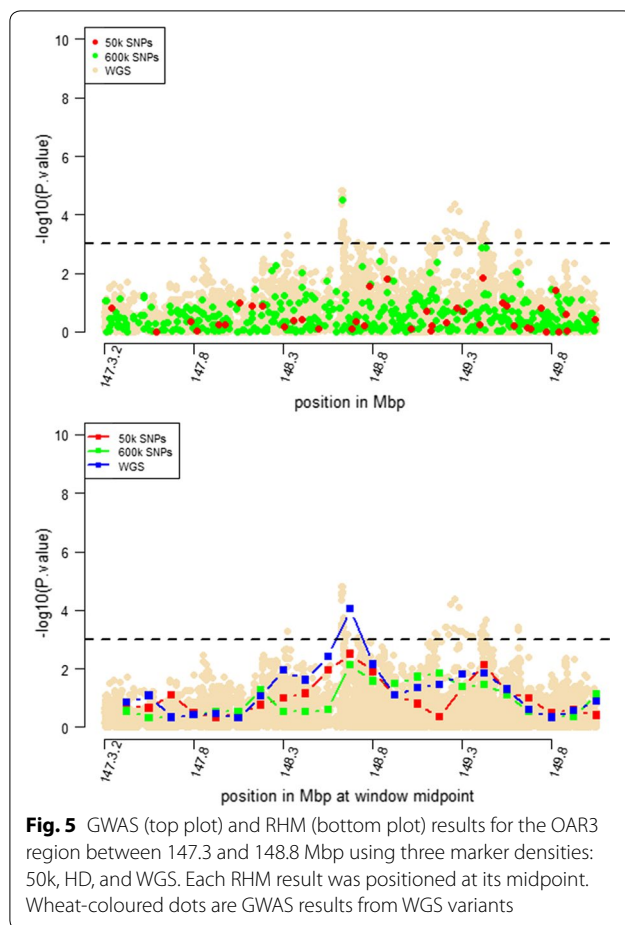 10
8
6
4
2
0
-log10(P.value)
50k SNPs
600k SNPs
WGS
147.3.2
147.8
148.3
148.8
149.3
149.8
position in Mbp
10
8
6
4
2
0
-log10(P.value)
50k SNPs
600k SNPs
WGS
147.3.2
147.8
148.3
148.8
149.3
149.8
position in Mbp at window midpoint
Fig. 5 GWAS (top plot) and RHM (bottom plot) results for the OAR3
region between 147.3 and 148.8 Mbp using three marker densities:
50k, HD, and WGS. Each RHM result was positioned at its midpoint.
Wheat-coloured dots are GWAS results from WGS variants